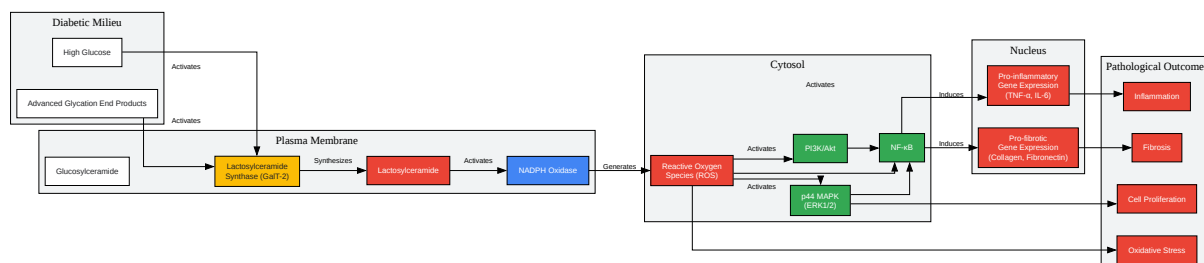 Diabetic Milieu
High Glucose
Activates
Advanced Glycation End Products
Activates
Plasma Membrane
Glucosylceramide
Lactosylceramide
Synthase (GalT-2)
Synthesizes
Lactosylceramide
Activates
NADPH Oxidase
Generates
Cytosol
Activates
Reactive Oxygen
Species (ROS)
Activates
Activates
PI3K/Akt
p44 MAPK
(ERK1/2)
NF-κB
Induces
Induces
Nucleus
Pro-inflammatory
Gene Expression
(TNF-α, IL-6)
Pro-fibrotic
Gene Expression
(Collagen, Fibronectin)
Pathological Outcome
Inflammation
Fibrosis
Cell Proliferation
Oxidative Stress